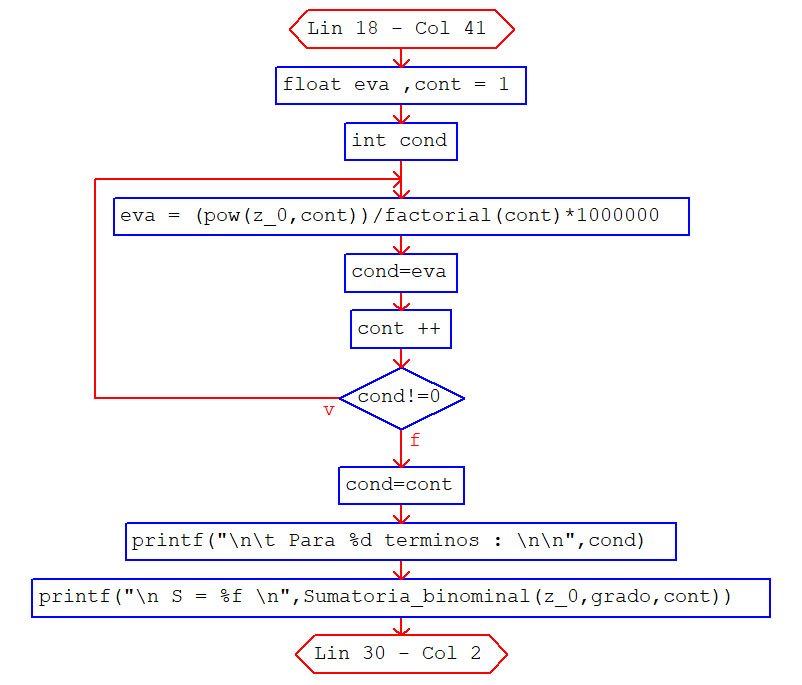 Lin 18 - Col 41
float eva ,cont = 1
int cond
eva = (pow(z_0,cont))/factorial(cont)*1000000
cond=eva
cont ++
cond!=0
v
f
cond=cont
printf("\n\t Para %d terminos : \n\n",cond)
printf("\n S = %f \n",Sumatoria_binominal(z_0,grado,cont))
Lin 30 - Col 2